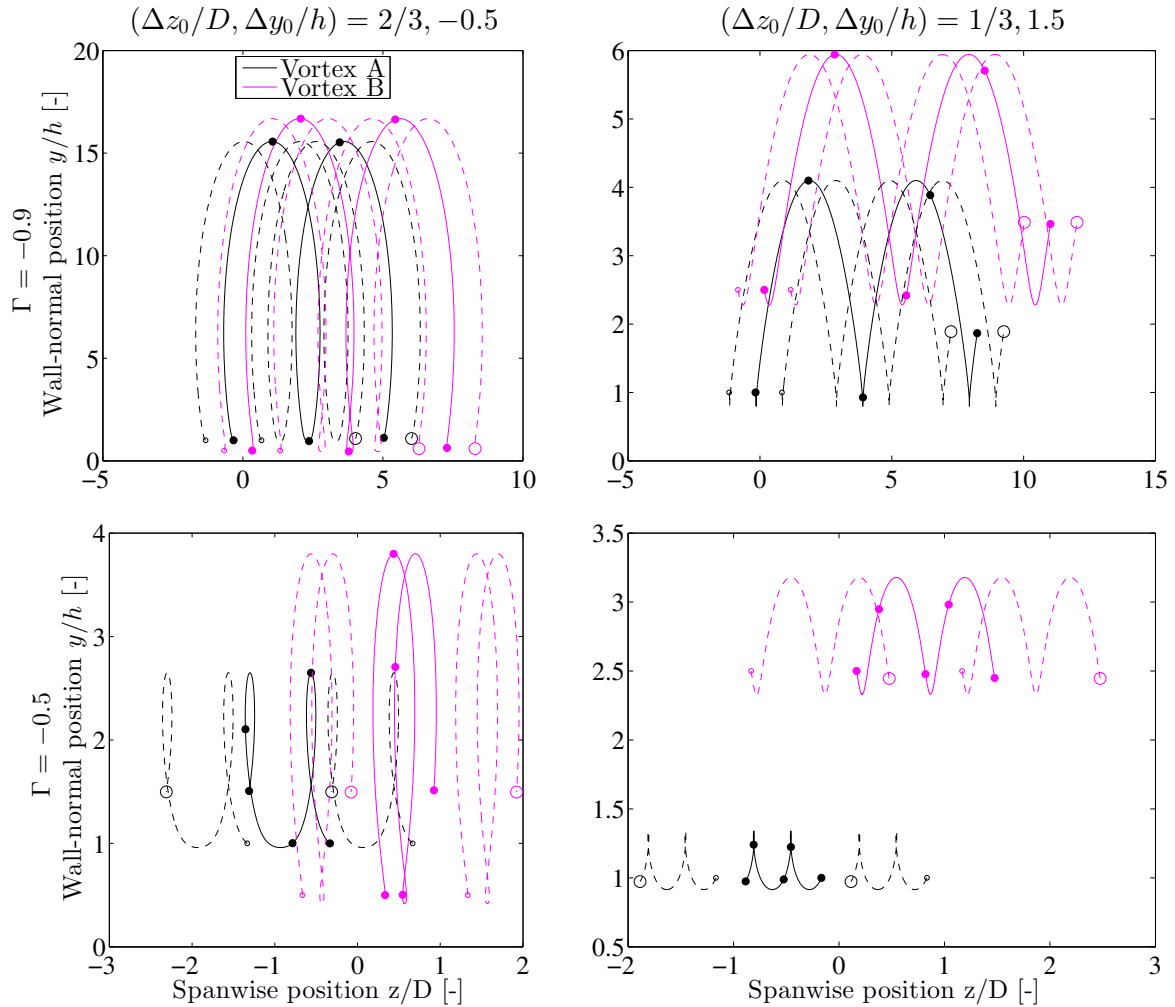 (Δz₀/D, Δy₀/h) = 2/3, −0.5
(Δz₀/D, Δy₀/h) = 1/3, 1.5
Γ = −0.9
Wall-normal position y/h [-]
20
15
10
5
0
Vortex A
Vortex B
−5 0 5 10
6
5
4
3
2
1
0
−5 0 5 10 15
Γ = −0.5
Wall-normal position y/h [-]
4
3
2
1
0
−3 −2 −1 0 1 2
Spanwise position z/D [-]
3.5
3
2.5
2
1.5
1
0.5
−2 −1 0 1 2 3
Spanwise position z/D [-]